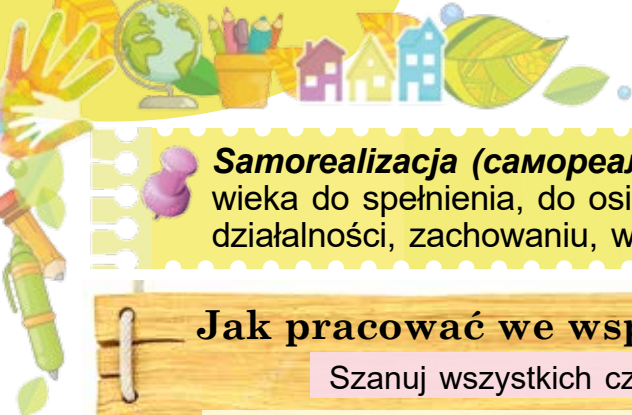 Samorealizacja (самореал
wieka do spełnienia, do osi
działalności, zachowaniu, w
Jak pracować we wsp
Szanuj wszystkich cz